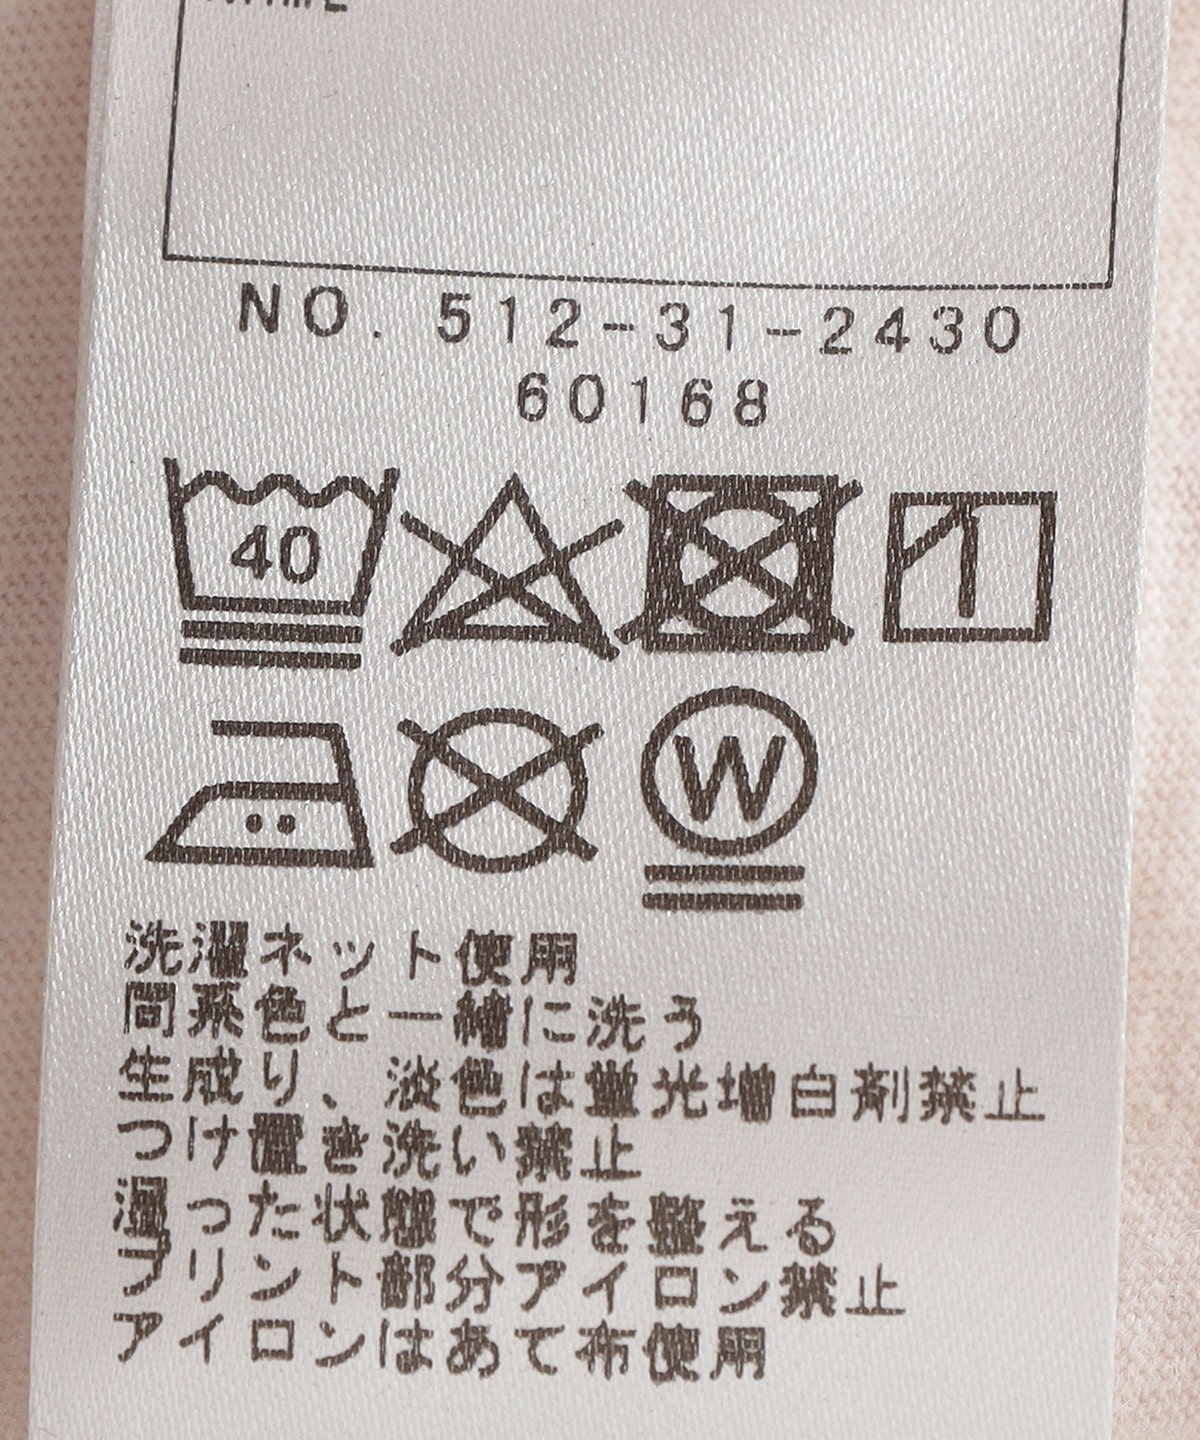 NO. 512-31-2430
60168
40
W
洗濯ネット使用
同系色と一緒に洗う
生成り、淡色は蛍光増白剤禁止
つけ置き洗い禁止
湿った状態で形を整える
プリント部分アイロン禁止
アイロンはあて布使用